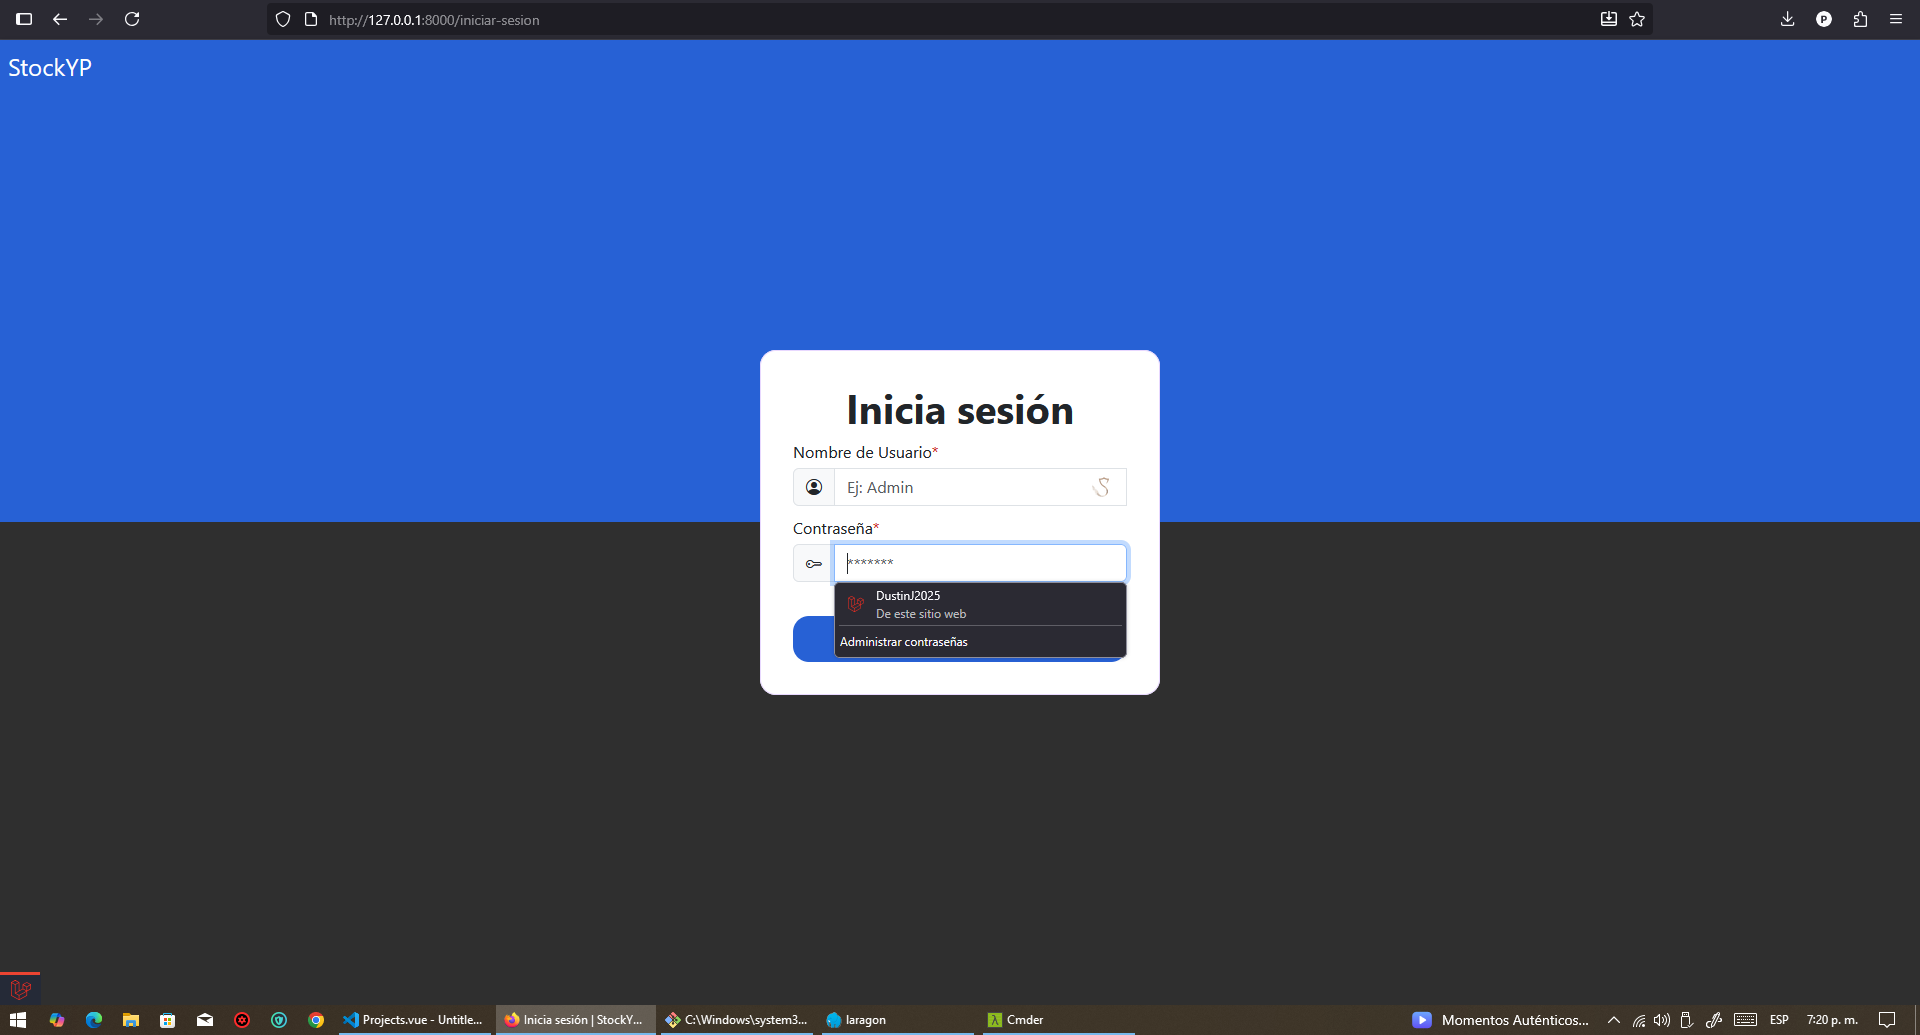 http://127.0.0.1:8000/iniciar-sesion
P
StockYP
Inicia sesión
Nombre de Usuario*
Ej: Admin
Contraseña*
*******
DustinJ2025
De este sitio web
Administrar contraseñas
Projects.vue - Untitle...
Inicia sesión | StockY...
C:\Windows\system3...
laragon
Cmder
Momentos Auténticos...
ESP
7:20 p. m.